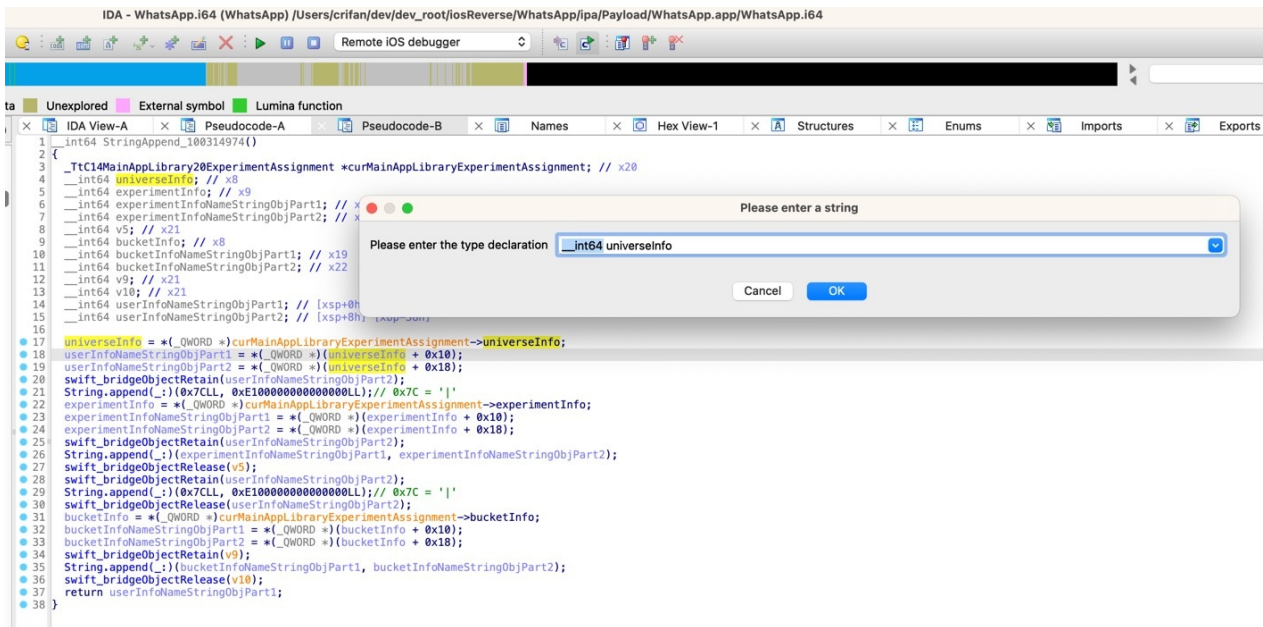 IDA - WhatsApp.i64 (WhatsApp) /Users/crifan/dev/dev_root/iosReverse/WhatsApp/ipa/Payload/WhatsApp.app/WhatsApp.i64
Remote iOS debugger
ta Unexplored External symbol Lumina function
IDA View-A Pseudocode-A Pseudocode-B Names Hex View-1 Structures Enums Imports Exports
1 __int64 StringAppend_100314974()
2 {
3 _TtC14MainAppLibrary20ExperimentAssignment *curMainAppLibraryExperimentAssignment; // x20
4 __int64 universeInfo; // x8
5 __int64 experimentInfo; // x9
6 __int64 experimentInfoNameStringObjPart1; // x
7 __int64 experimentInfoNameStringObjPart2; // x
8 __int64 v5; // x21
9 __int64 bucketInfo; // x8
10 __int64 bucketInfoNameStringObjPart1; // x19
11 __int64 bucketInfoNameStringObjPart2; // x22
12 __int64 v9; // x21
13 __int64 v10; // x21
14 __int64 userInfoNameStringObjPart1; // [xsp+0h
15 __int64 userInfoNameStringObjPart2; // [xsp+8h]
16
17 universeInfo = *(_QWORD *)curMainAppLibraryExperimentAssignment->universeInfo;
18 userInfoNameStringObjPart1 = *(_QWORD *)(universeInfo + 0x10);
19 userInfoNameStringObjPart2 = *(_QWORD *)(universeInfo + 0x18);
20 swift_bridgeObjectRetain(userInfoNameStringObjPart2);
21 String.append(_:)(0x7CLL, 0xE100000000000000LL);// 0x7C = '|'
22 experimentInfo = *(_QWORD *)curMainAppLibraryExperimentAssignment->experimentInfo;
23 experimentInfoNameStringObjPart1 = *(_QWORD *)(experimentInfo + 0x10);
24 experimentInfoNameStringObjPart2 = *(_QWORD *)(experimentInfo + 0x18);
25 swift_bridgeObjectRetain(userInfoNameStringObjPart2);
26 String.append(_:)(experimentInfoNameStringObjPart1, experimentInfoNameStringObjPart2);
27 swift_bridgeObjectRelease(v5);
28 swift_bridgeObjectRetain(userInfoNameStringObjPart2);
29 String.append(_:)(0x7CLL, 0xE100000000000000LL);// 0x7C = '|'
30 swift_bridgeObjectRelease(userInfoNameStringObjPart2);
31 bucketInfo = *(_QWORD *)curMainAppLibraryExperimentAssignment->bucketInfo;
32 bucketInfoNameStringObjPart1 = *(_QWORD *)(bucketInfo + 0x10);
33 bucketInfoNameStringObjPart2 = *(_QWORD *)(bucketInfo + 0x18);
34 swift_bridgeObjectRetain(v9);
35 String.append(_:)(bucketInfoNameStringObjPart1, bucketInfoNameStringObjPart2);
36 swift_bridgeObjectRelease(v10);
37 return userInfoNameStringObjPart1;
38 }
Please enter a string
Please enter the type declaration __int64 universeInfo
Cancel OK